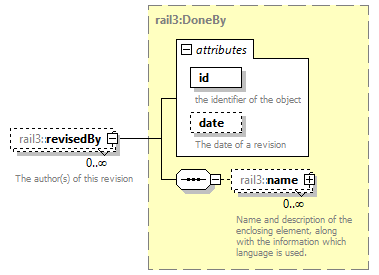 rail3:DoneBy
attributes
id
the identifier of the object
date
The date of a revision
rail3::revisedBy
0..∞
The author(s) of this revision
rail3::name
0..∞
Name and description of the
enclosing element, along
with the information which
language is used.